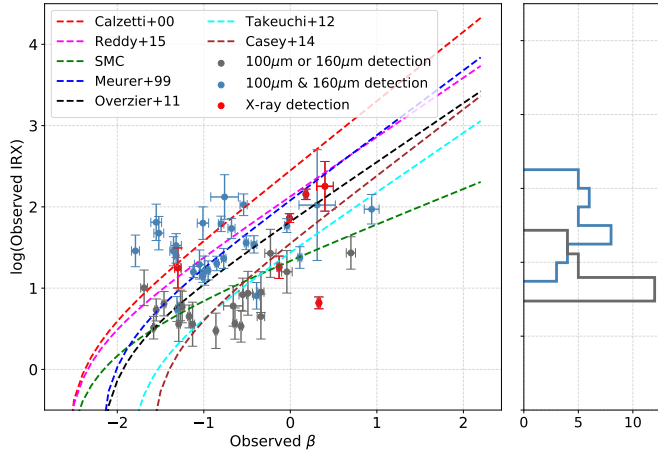 Calzetti+00
Reddy+15
SMC
Meurer+99
Overzier+11
Takeuchi+12
Casey+14
100μm or 160μm detection
100μm & 160μm detection
X-ray detection
log(Observed IRX)
4
3
2
1
0
−2
−1
0
1
2
Observed β
0
5
10